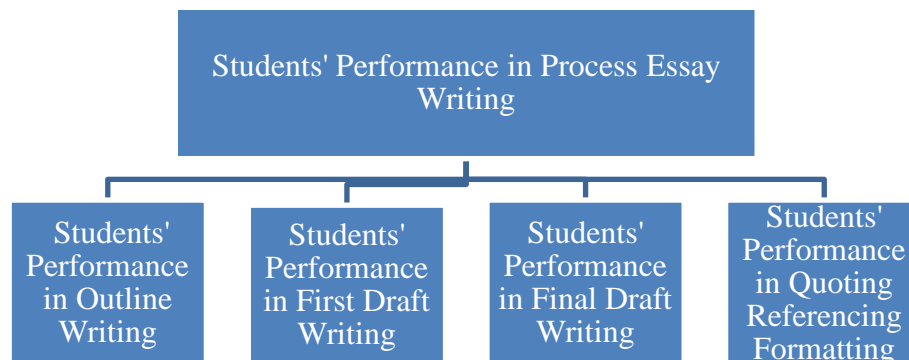 Students' Performance in Process Essay
Writing
Students'
Performance
in Outline
Writing
Students'
Performance
in First Draft
Writing
Students'
Performance
in Final Draft
Writing
Students'
Performance
in Quoting
Referencing
Formatting